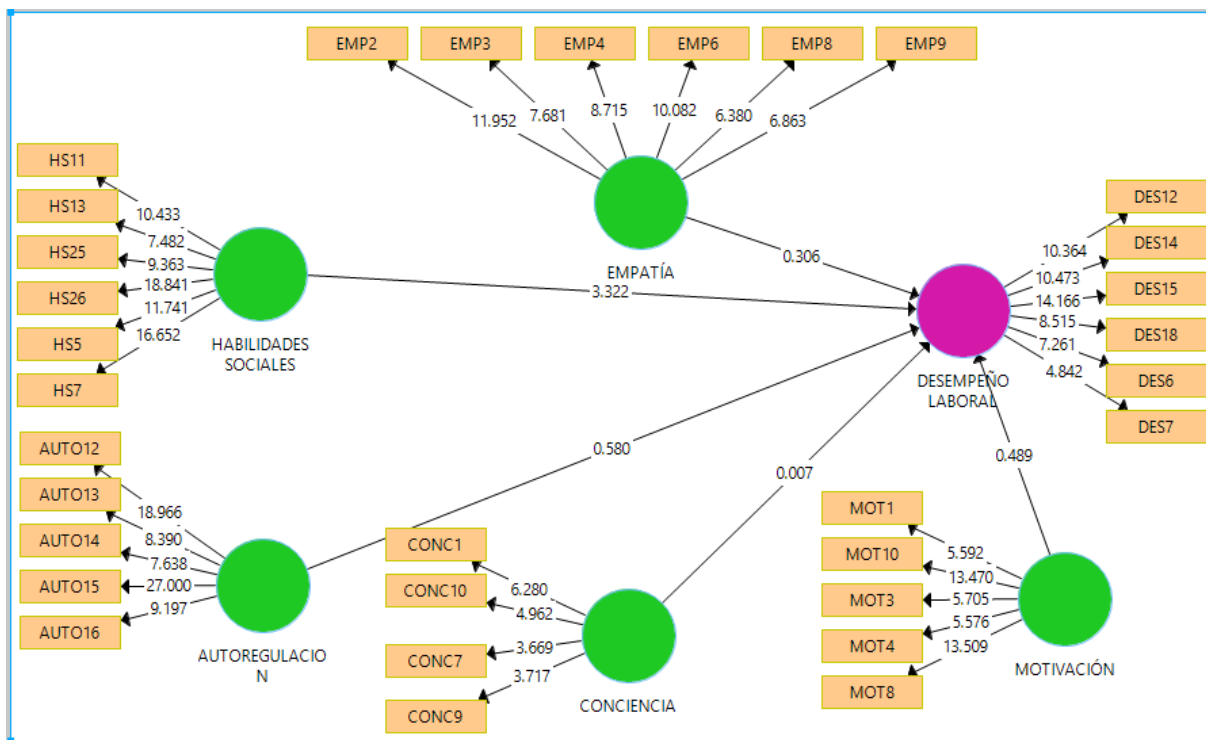 EMP2
EMP3
EMP4
EMP6
EMP8
EMP9
11.952
7.681
8.715
10.082
6.380
6.863
EMPATÍA
0.306
HS11
HS13
HS25
HS26
HS5
HS7
10.433
7.482
9.363
18.841
11.741
16.652
HABILIDADES
SOCIALES
3.322
DES12
DES14
DES15
DES18
DES6
DES7
10.364
10.473
14.166
8.515
7.261
4.842
DESEMPEÑO
LABORAL
AUTO12
AUTO13
AUTO14
AUTO15
AUTO16
18.966
8.390
7.638
27.000
9.197
AUTOREGULACIO
N
0.580
CONC1
CONC10
CONC7
CONC9
6.280
4.962
3.669
3.717
CONCIENCIA
0.007
MOT1
MOT10
MOT3
MOT4
MOT8
5.592
13.470
5.705
5.576
13.509
MOTIVACIÓN
0.489